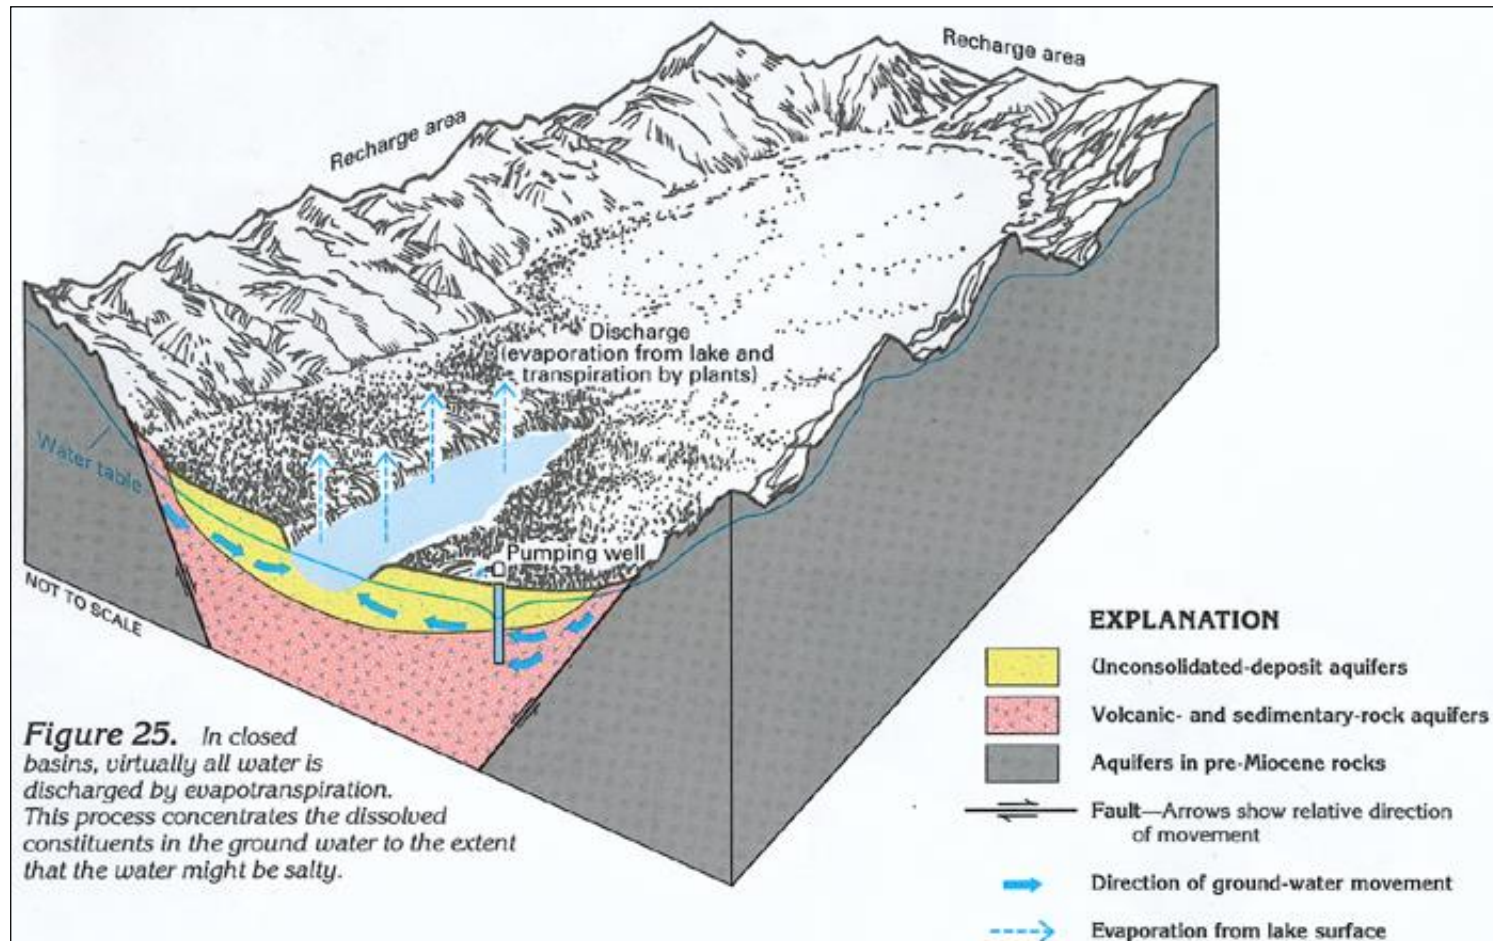 Recharge area
Recharge area
Discharge
(evaporation from lake and
transpiration by plants)
Water table
Pumping well
NOT TO SCALE
Figure 25. In closed
basins, virtually all water is
discharged by evapotranspiration.
This process concentrates the dissolved
constituents in the ground water to the extent
that the water might be salty.
EXPLANATION
Unconsolidated-deposit aquifers
Volcanic- and sedimentary-rock aquifers
Aquifers in pre-Miocene rocks
Fault—Arrows show relative direction
of movement
Direction of ground-water movement
Evaporation from lake surface